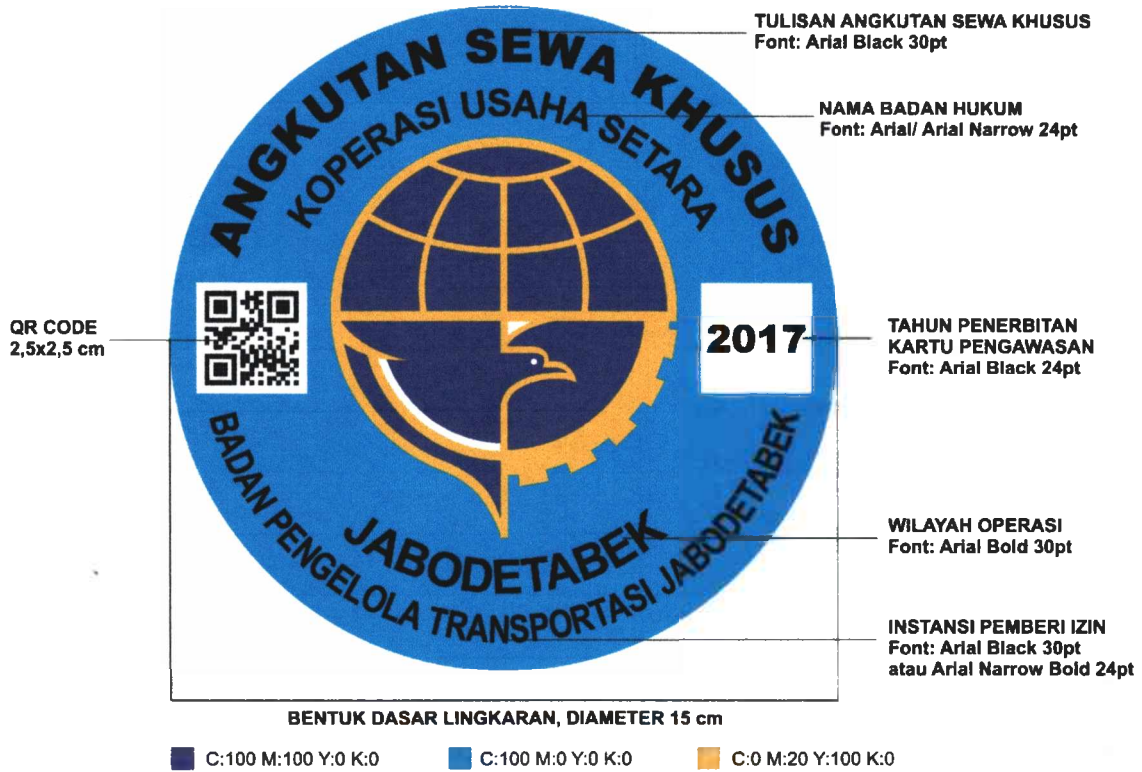 TULISAN ANGKUTAN SEWA KHUSUS
Font: Arial Black 30pt
ANGKUTAN SEWA KHUSUS
NAMA BADAN HUKUM
Font: Arial/ Arial Narrow 24pt
KOPERASI USAHA SETARA
QR CODE
2,5x2,5 cm
2017
TAHUN PENERBITAN
KARTU PENGAWASAN
Font: Arial Black 24pt
JABODETABEK
WILAYAH OPERASI
Font: Arial Bold 30pt
BADAN PENGELOLA TRANSPORTASI JABODETABEK
INSTANSI PEMBERI IZIN
Font: Arial Black 30pt
atau Arial Narrow Bold 24pt
BENTUK DASAR LINGKARAN, DIAMETER 15 cm
C:100 M:100 Y:0 K:0
C:100 M:0 Y:0 K:0
C:0 M:20 Y:100 K:0